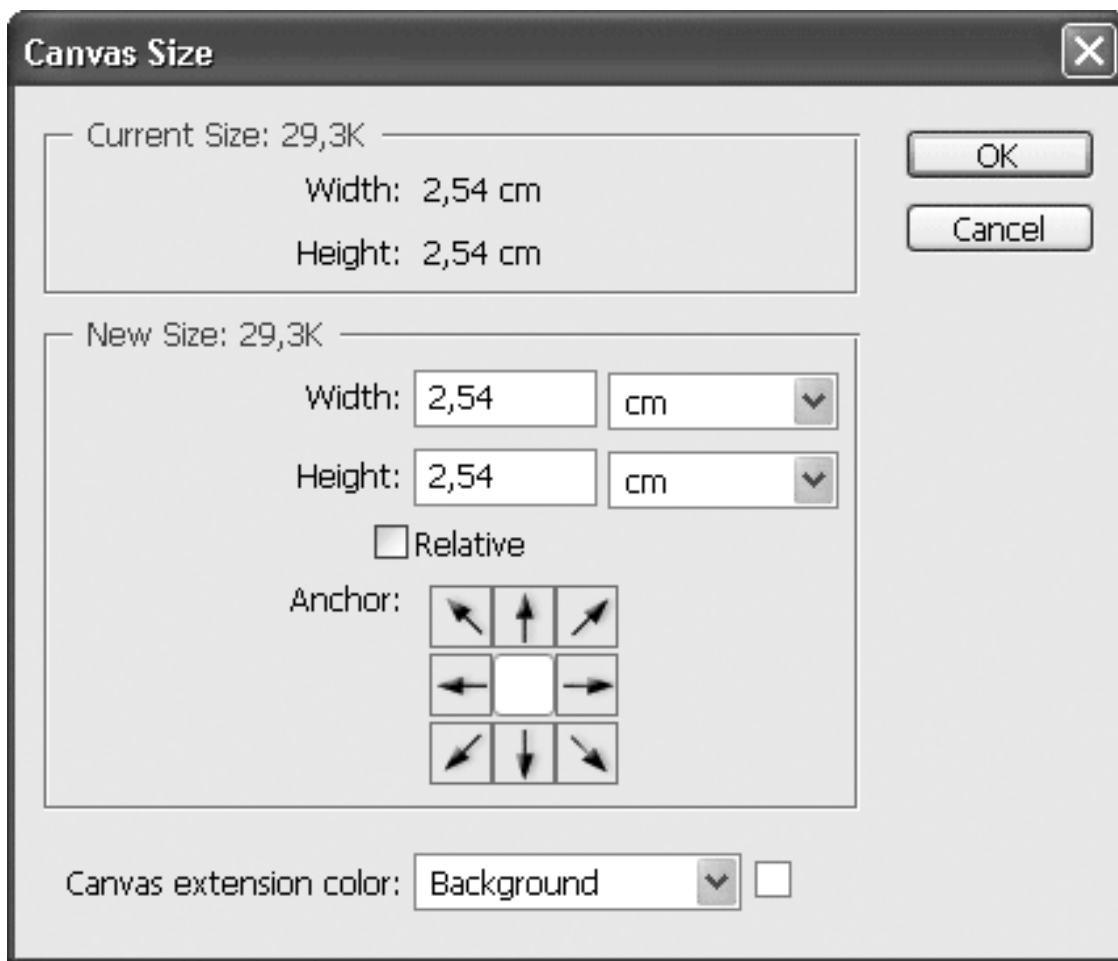 Canvas Size
Current Size: 29,3K
OK
Width: 2,54 cm
Cancel
Height: 2,54 cm
New Size: 29,3K
Width: 2,54 cm
Height: 2,54 cm
Relative
Anchor:
Canvas extension color: Background